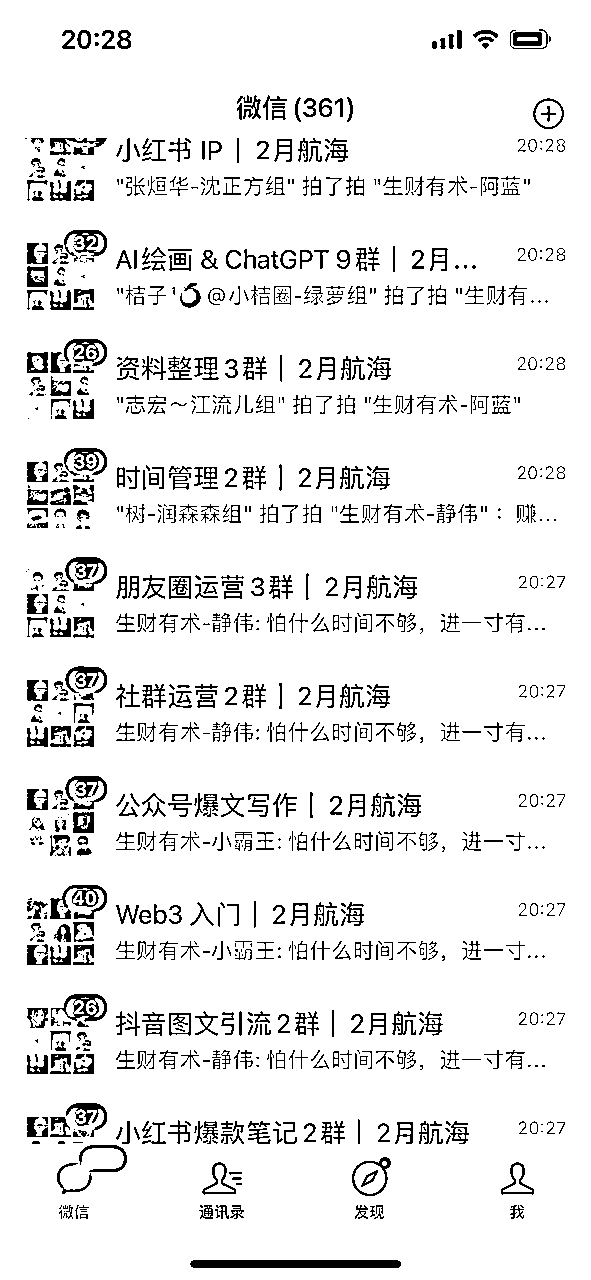 20:28
微信 (361)
小红书 IP｜ 2月航海
20:28
"张烜华-沈正方组" 拍了拍 "生财有术-阿蓝"
32
AI绘画 & ChatGPT 9群｜ 2月...
20:28
"桔子 @小桔圈-绿萝组" 拍了拍 "生财有...
26
资料整理3群｜ 2月航海
20:28
"志宏～江流儿组" 拍了拍 "生财有术-阿蓝"
39
时间管理2群｜ 2月航海
20:28
"树-润森森组" 拍了拍 "生财有术-静伟" ：赚...
37
朋友圈运营3群｜ 2月航海
20:27
生财有术-静伟: 怕什么时间不够，进一寸有...
37
社群运营2群｜ 2月航海
20:27
生财有术-静伟: 怕什么时间不够，进一寸有...
37
公众号爆文写作｜ 2月航海
20:27
生财有术-小霸王: 怕什么时间不够，进一寸...
40
Web3 入门｜ 2月航海
20:27
生财有术-小霸王: 怕什么时间不够，进一寸...
26
抖音图文引流2群｜ 2月航海
20:27
生财有术-静伟: 怕什么时间不够，进一寸有...
37
小红书爆款笔记2群｜ 2月航海
20:27
微信
通讯录
发现
我